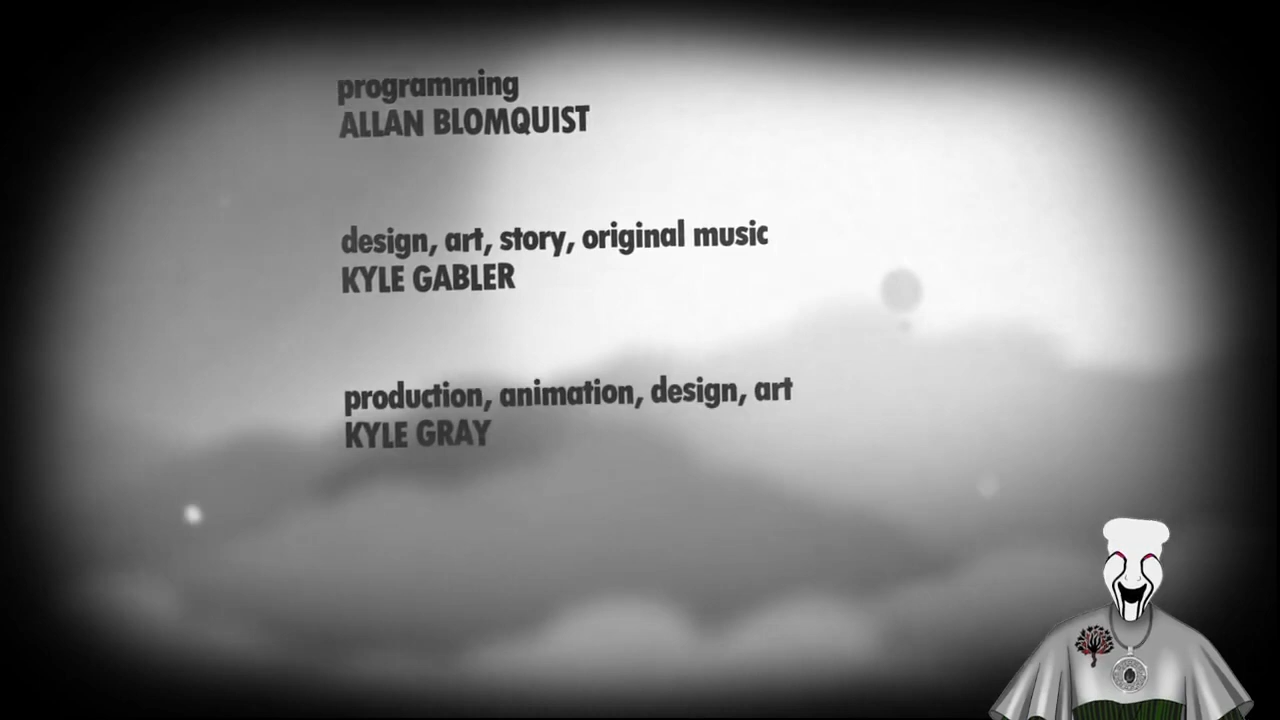 programming
ALLAN BLOMQUIST
design, art, story, original music
KYLE GABLER
production, animation, design, art
KYLE GRAY